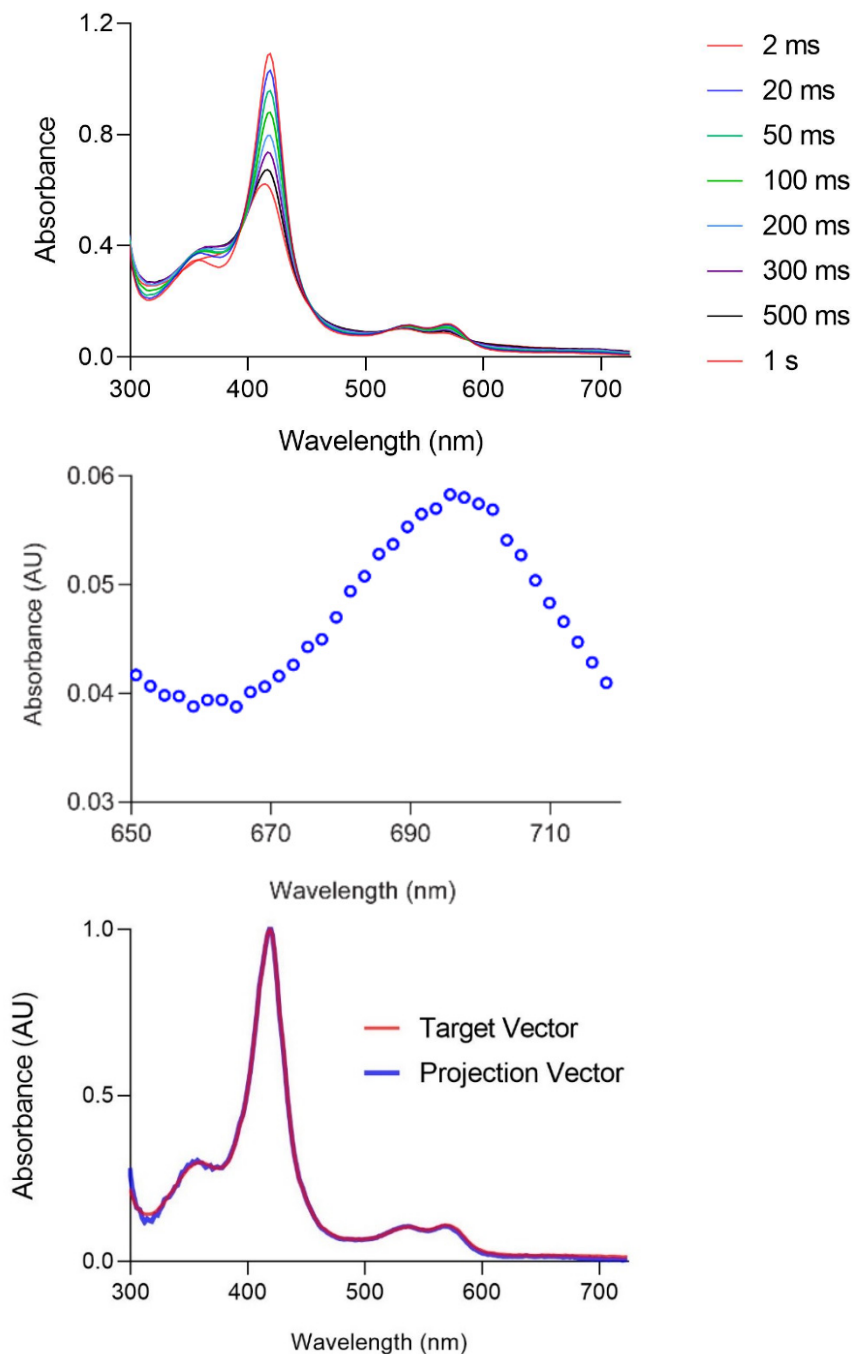 1.2
0.8
0.4
0.0
Absorbance
300 400 500 600 700
Wavelength (nm)
2 ms
20 ms
50 ms
100 ms
200 ms
300 ms
500 ms
1 s
0.06
0.05
0.04
0.03
Absorbance (AU)
650 670 690 710
Wavelength (nm)
1.0
0.5
0.0
Absorbance (AU)
Target Vector
Projection Vector
300 400 500 600 700
Wavelength (nm)